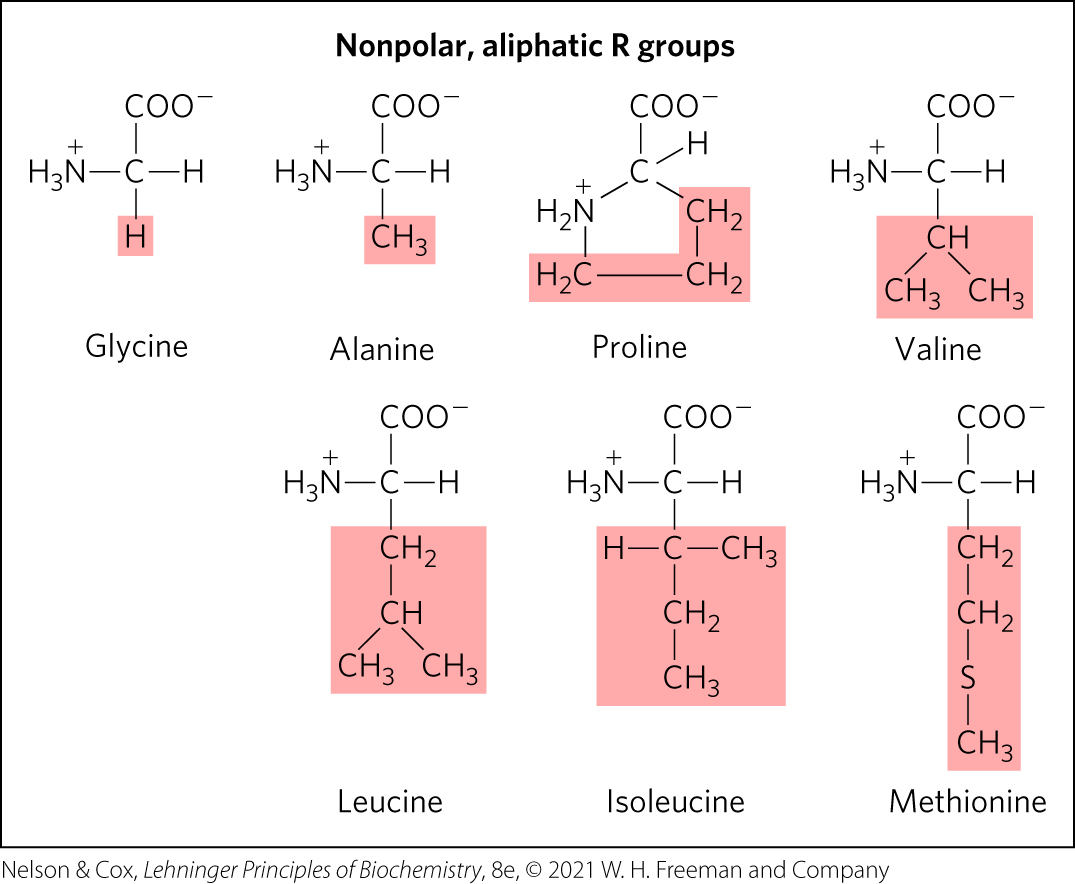 Nonpolar, aliphatic R groups
COO⁻ COO⁻ COO⁻ COO⁻
H
H₃N⁺—C—H H₃N⁺—C—H C H₃N⁺—C—H
H₂N⁺ CH₂
H CH₃ CH
H₂C CH₂
CH₃ CH₃
Glycine Alanine Proline Valine
COO⁻ COO⁻ COO⁻
H₃N⁺—C—H H₃N⁺—C—H H₃N⁺—C—H
CH₂ H—C—CH₃ CH₂
CH CH₂ CH₂
CH₃ CH₃ CH₃ S
CH₃
Leucine Isoleucine Methionine
Nelson & Cox, Lehninger Principles of Biochemistry, 8e, © 2021 W. H. Freeman and Company